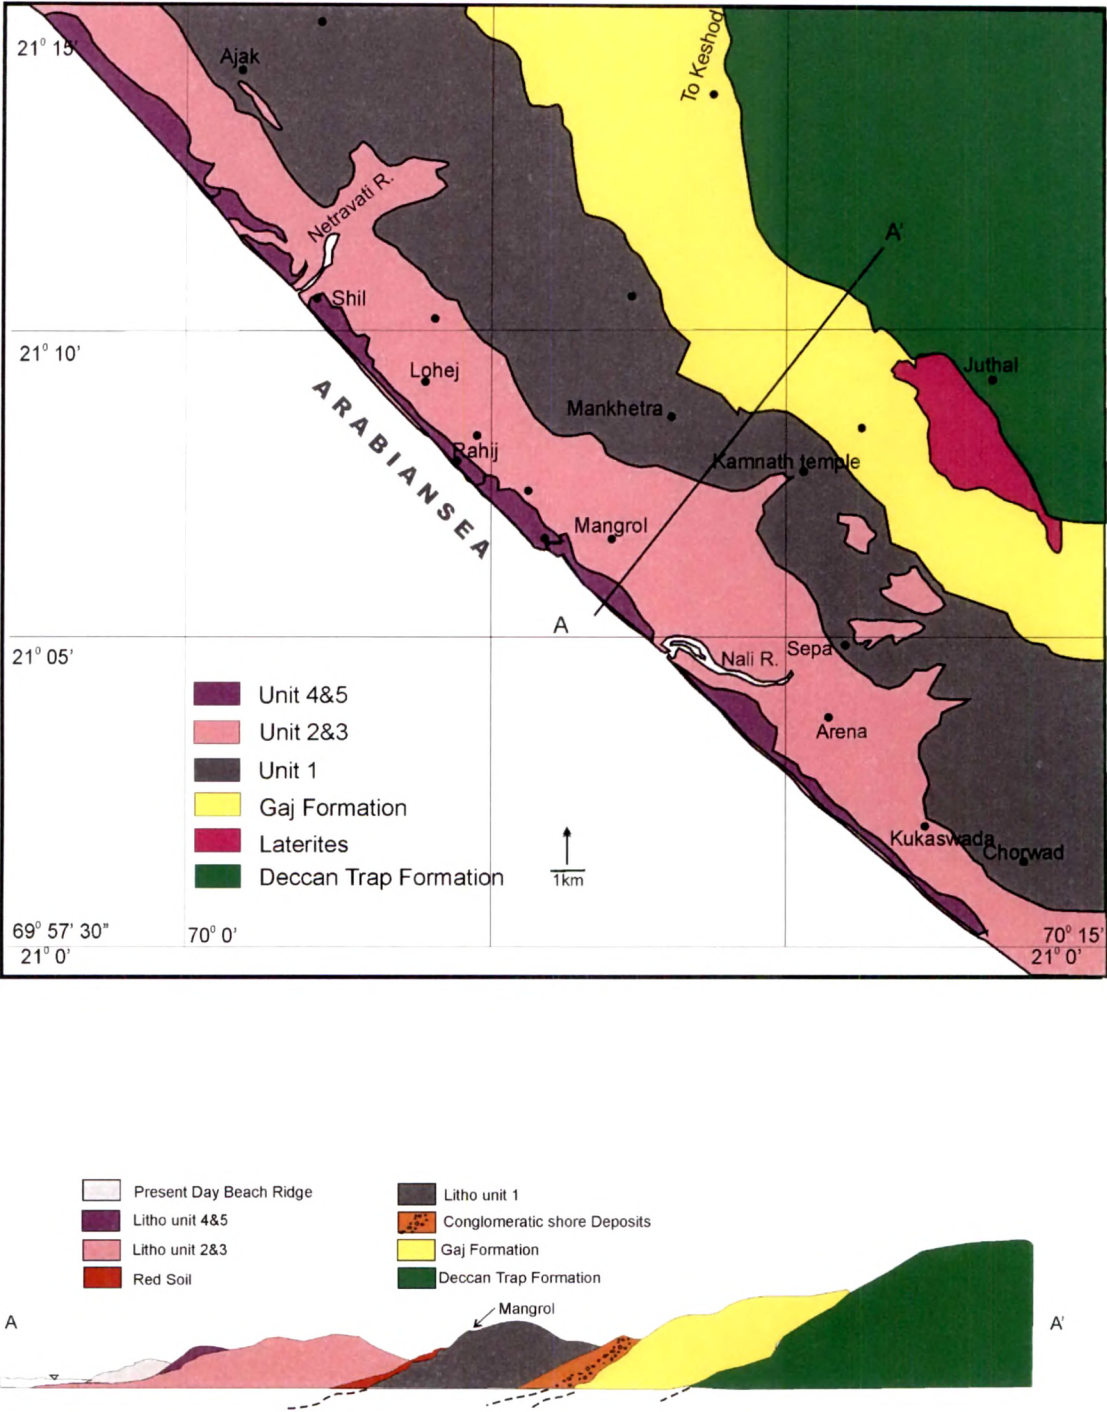 21° 15'
Ajak
To Keshod
Netravati R.
A'
Shil
21° 10'
Lohej
Juthal
ARABIANSEA
Mankhetra
Rahij
Kamnath temple
Mangrol
A
21° 05'
Nali R.
Sepa
Unit 4&5
Unit 2&3
Arena
Unit 1
Gaj Formation
Laterites
Kukaswada
Chorwad
Deccan Trap Formation
1km
69° 57' 30"
70° 0'
70° 15'
21° 0'
21° 0'
Present Day Beach Ridge
Litho unit 1
Litho unit 4&5
Conglomeratic shore Deposits
Litho unit 2&3
Gaj Formation
Red Soil
Deccan Trap Formation
Mangrol
A
A'